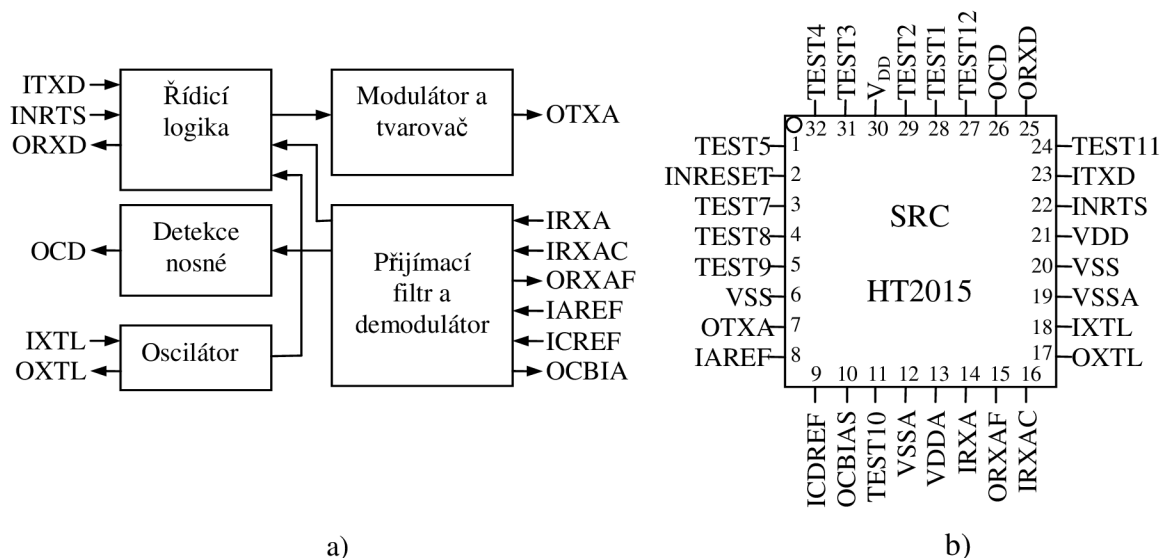 ITXD
INRTS
ORXD
OCD
IXTL
OXTL
Řídicí
logika
Modulátor a
tvarovač
OTXA
Detekce
nosné
Oscilátor
Přijímací
filtr a
demodulátor
IRXA
IRXAC
ORXAF
IAREF
ICREF
OCBIA
a)
TEST4
TEST3
VDD
TEST2
TEST1
TEST12
OCD
ORXD
32 31 30 29 28 27 26 25
TEST5 1
INRESET 2
TEST7 3
TEST8 4
TEST9 5
VSS 6
OTXA 7
IAREF 8
SRC
HT2015
24 TEST11
23 ITXD
22 INRTS
21 VDD
20 VSS
19 VSSA
18 IXTL
17 OXTL
9 10 11 12 13 14 15 16
ICDREF
OCBIAS
TEST10
VSSA
VDDA
IRXA
ORXAF
IRXAC
b)